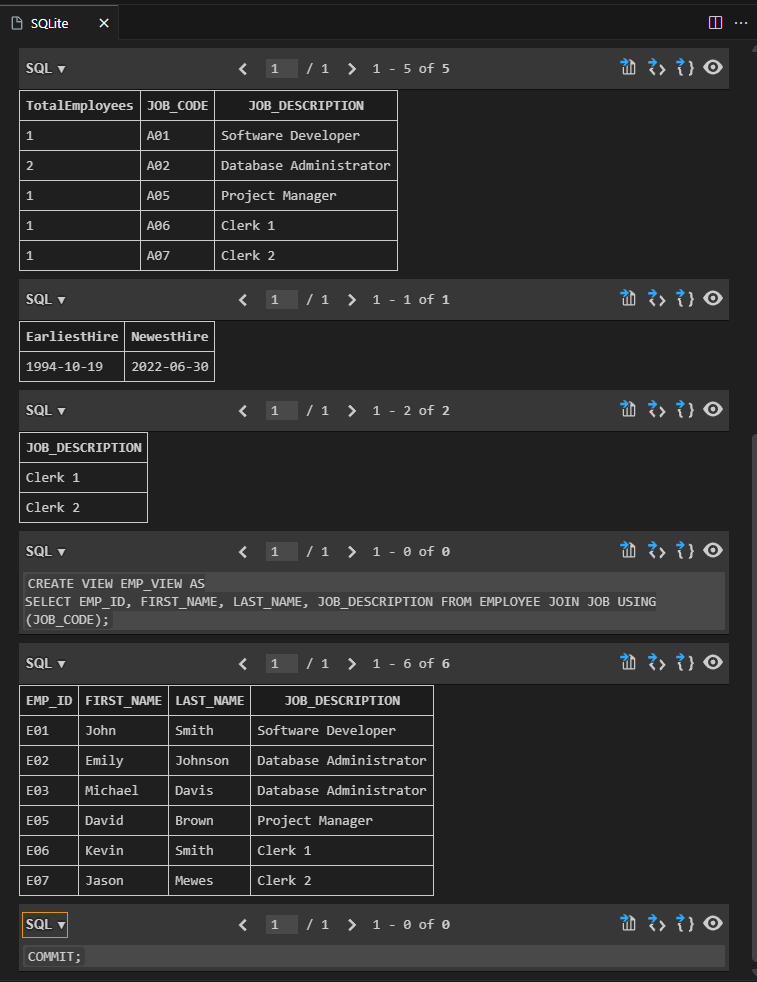 SQLite
SQL
1 / 1 1 - 5 of 5
TotalEmployees JOB_CODE JOB_DESCRIPTION
1 A01 Software Developer
2 A02 Database Administrator
1 A05 Project Manager
1 A06 Clerk 1
1 A07 Clerk 2
SQL
1 / 1 1 - 1 of 1
EarliestHire NewestHire
1994-10-19 2022-06-30
SQL
1 / 1 1 - 2 of 2
JOB_DESCRIPTION
Clerk 1
Clerk 2
SQL
1 / 1 1 - 0 of 0
CREATE VIEW EMP_VIEW AS
SELECT EMP_ID, FIRST_NAME, LAST_NAME, JOB_DESCRIPTION FROM EMPLOYEE JOIN JOB USING
(JOB_CODE);
SQL
1 / 1 1 - 6 of 6
EMP_ID FIRST_NAME LAST_NAME JOB_DESCRIPTION
E01 John Smith Software Developer
E02 Emily Johnson Database Administrator
E03 Michael Davis Database Administrator
E05 David Brown Project Manager
E06 Kevin Smith Clerk 1
E07 Jason Mewes Clerk 2
SQL
1 / 1 1 - 0 of 0
COMMIT;